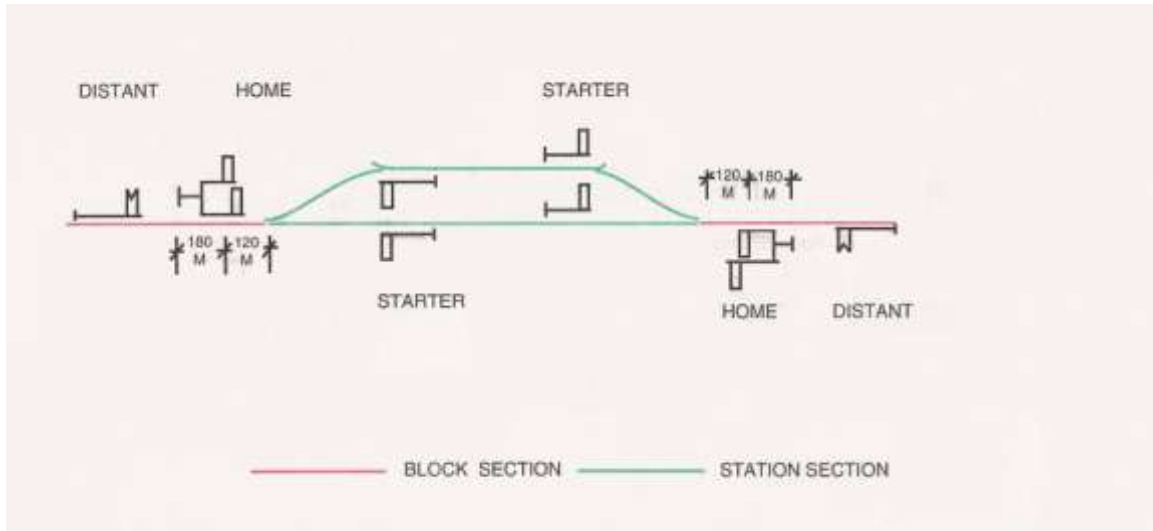 DISTANT HOME STARTER
120 M 180 M
180 M 120 M
STARTER
HOME DISTANT
BLOCK SECTION STATION SECTION